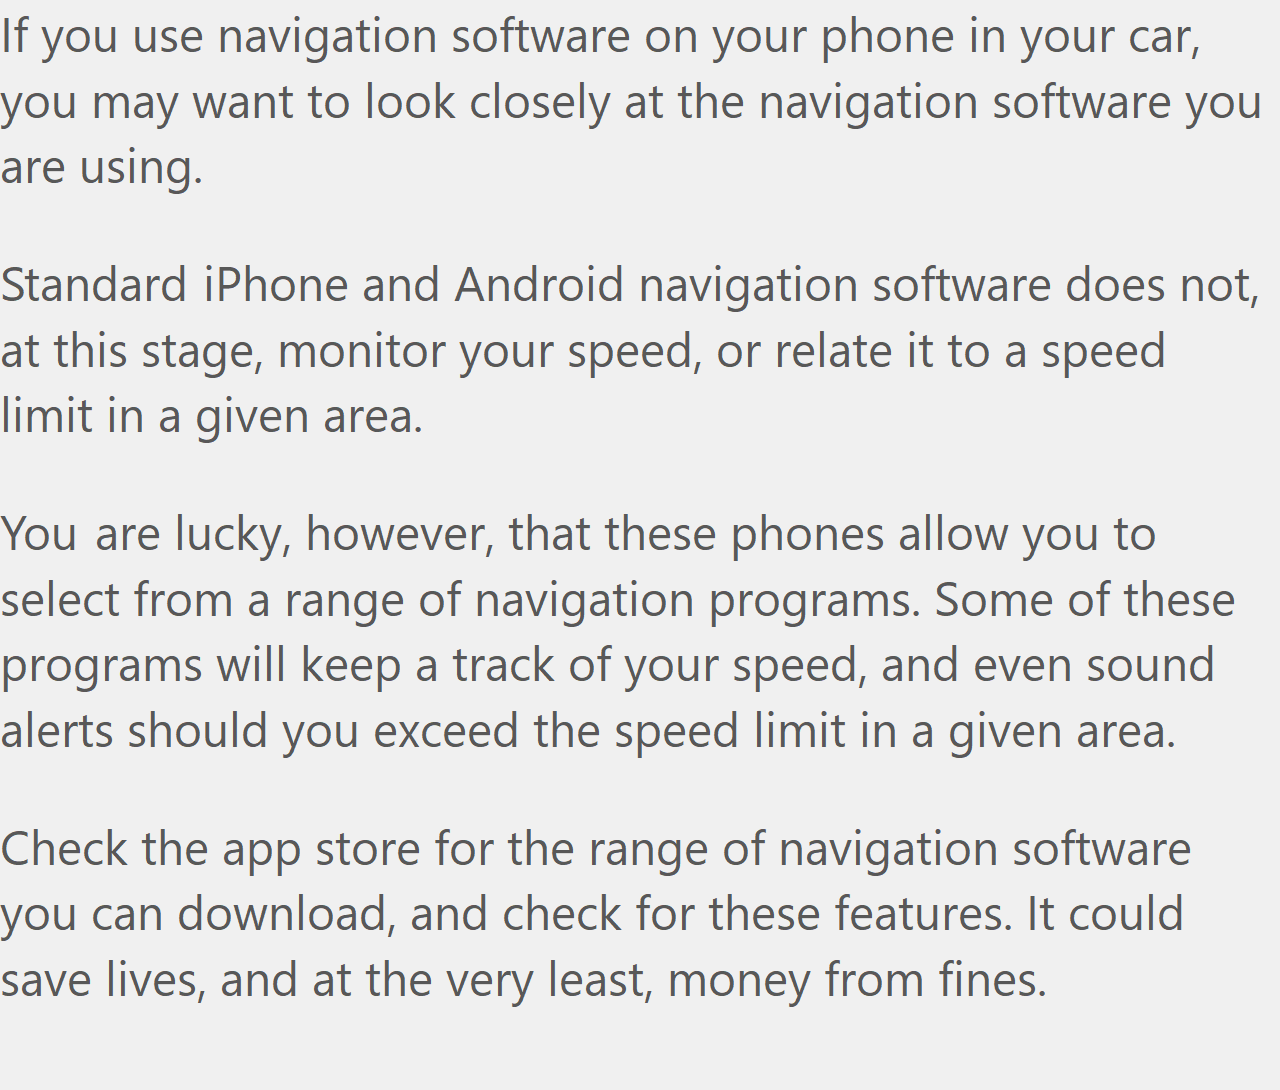 If you use navigation software on your phone in your car,
you may want to look closely at the navigation software you
are using.
Standard iPhone and Android navigation software does not,
at this stage, monitor your speed, or relate it to a speed
limit in a given area.
You are lucky, however, that these phones allow you to
select from a range of navigation programs. Some of these
programs will keep a track of your speed, and even sound
alerts should you exceed the speed limit in a given area.
Check the app store for the range of navigation software
you can download, and check for these features. It could
save lives, and at the very least, money from fines.